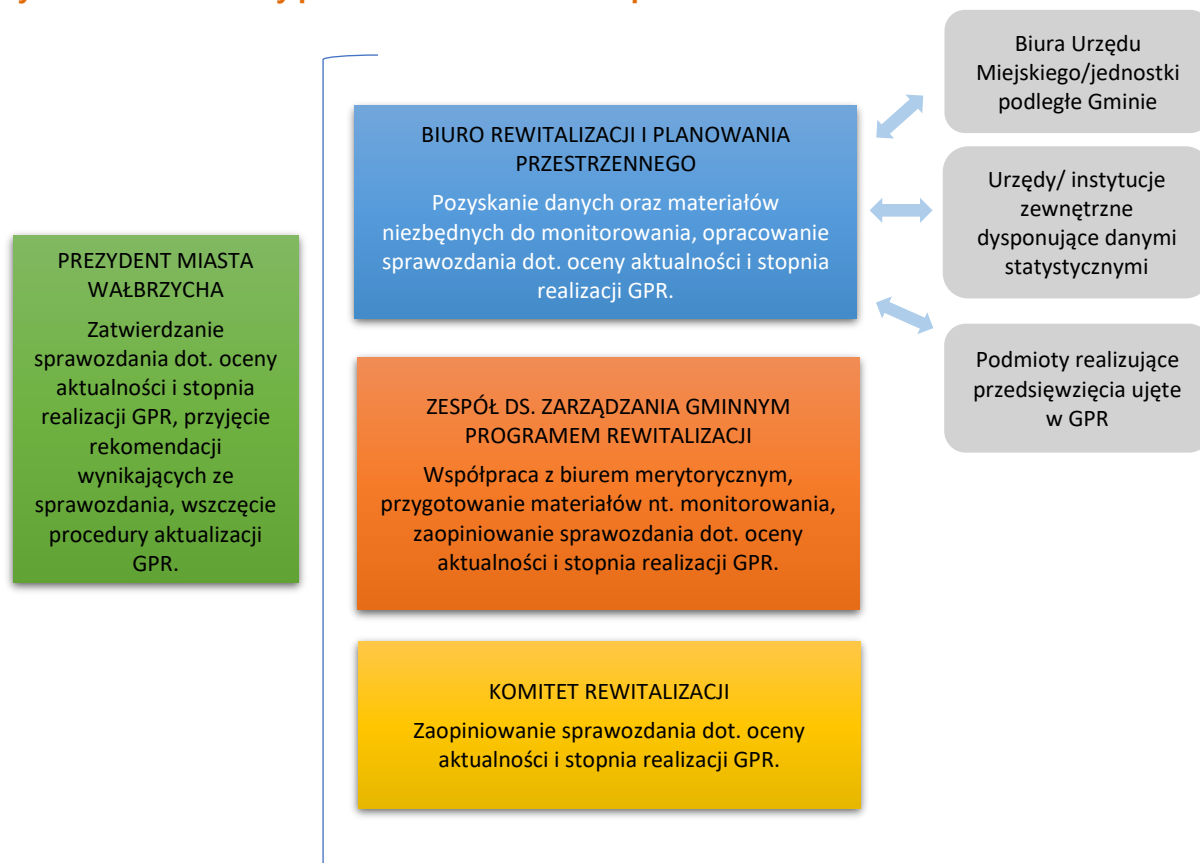 PREZYDENT MIASTA
WAŁBRZYCHA
Zatwierdzanie
sprawozdania dot. oceny
aktualności i stopnia
realizacji GPR, przyjęcie
rekomendacji
wynikających ze
sprawozdania, wszczęcie
procedury aktualizacji
GPR.
BIURO REWITALIZACJI I PLANOWANIA
PRZESTRZENNEGO
Pozyskanie danych oraz materiałów
niezbędnych do monitorowania, opracowanie
sprawozdania dot. oceny aktualności i stopnia
realizacji GPR.
ZESPÓŁ DS. ZARZĄDZANIA GMINNYM
PROGRAMEM REWITALIZACJI
Współpraca z biurem merytorycznym,
przygotowanie materiałów nt. monitorowania,
zaopiniowanie sprawozdania dot. oceny
aktualności i stopnia realizacji GPR.
KOMITET REWITALIZACJI
Zaopiniowanie sprawozdania dot. oceny
aktualności i stopnia realizacji GPR.
Biura Urzędu
Miejskiego/jednostki
podległe Gminie
Urzędy/ instytucje
zewnętrzne
dysponujące danymi
statystycznymi
Podmioty realizujące
przedsięwzięcia ujęte
w GPR